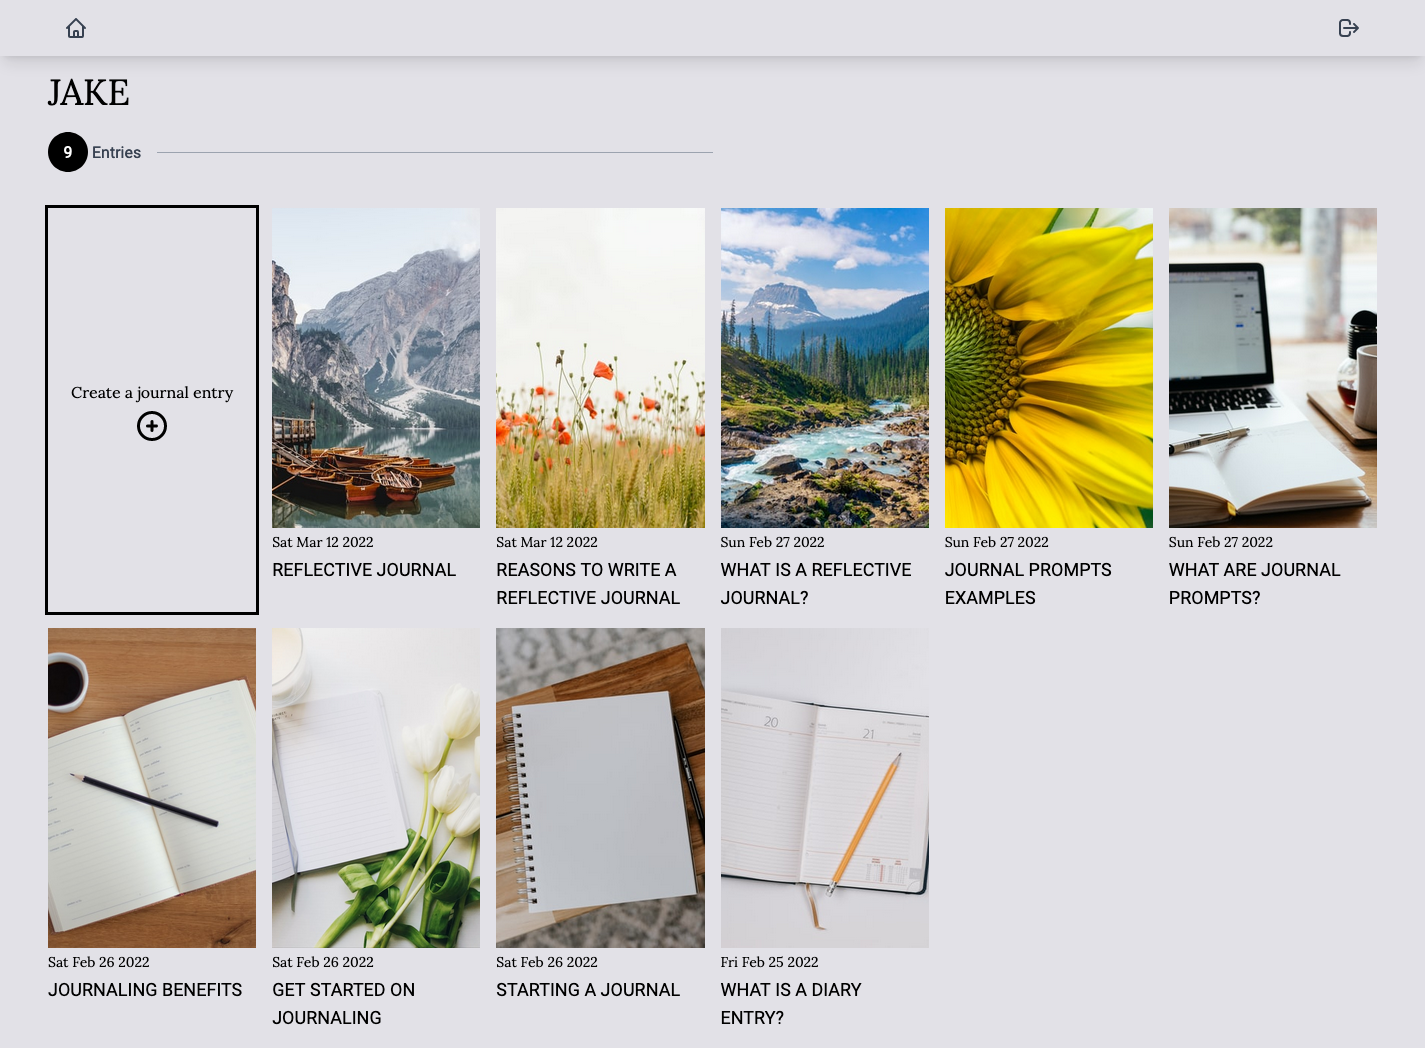 JAKE
9 Entries
Create a journal entry
Sat Mar 12 2022
REFLECTIVE JOURNAL
Sat Mar 12 2022
REASONS TO WRITE A
REFLECTIVE JOURNAL
Sun Feb 27 2022
WHAT IS A REFLECTIVE
JOURNAL?
Sun Feb 27 2022
JOURNAL PROMPTS
EXAMPLES
Sun Feb 27 2022
WHAT ARE JOURNAL
PROMPTS?
Sat Feb 26 2022
JOURNALING BENEFITS
Sat Feb 26 2022
GET STARTED ON
JOURNALING
Sat Feb 26 2022
STARTING A JOURNAL
20
21
Fri Feb 25 2022
WHAT IS A DIARY
ENTRY?